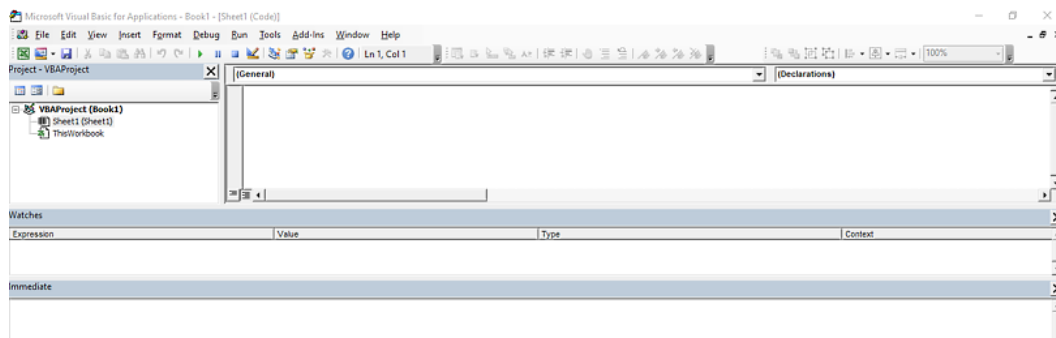 Microsoft Visual Basic for Applications - Book1 - [Sheet1 (Code)]
File Edit View Insert Format Debug Run Tools Add-Ins Window Help
Ln 1, Col 1 100%
Project - VBAProject
(General) (Declarations)
VBAProject (Book1)
Sheet1 (Sheet1)
ThisWorkbook
Watches
Expression Value Type Context
Immediate